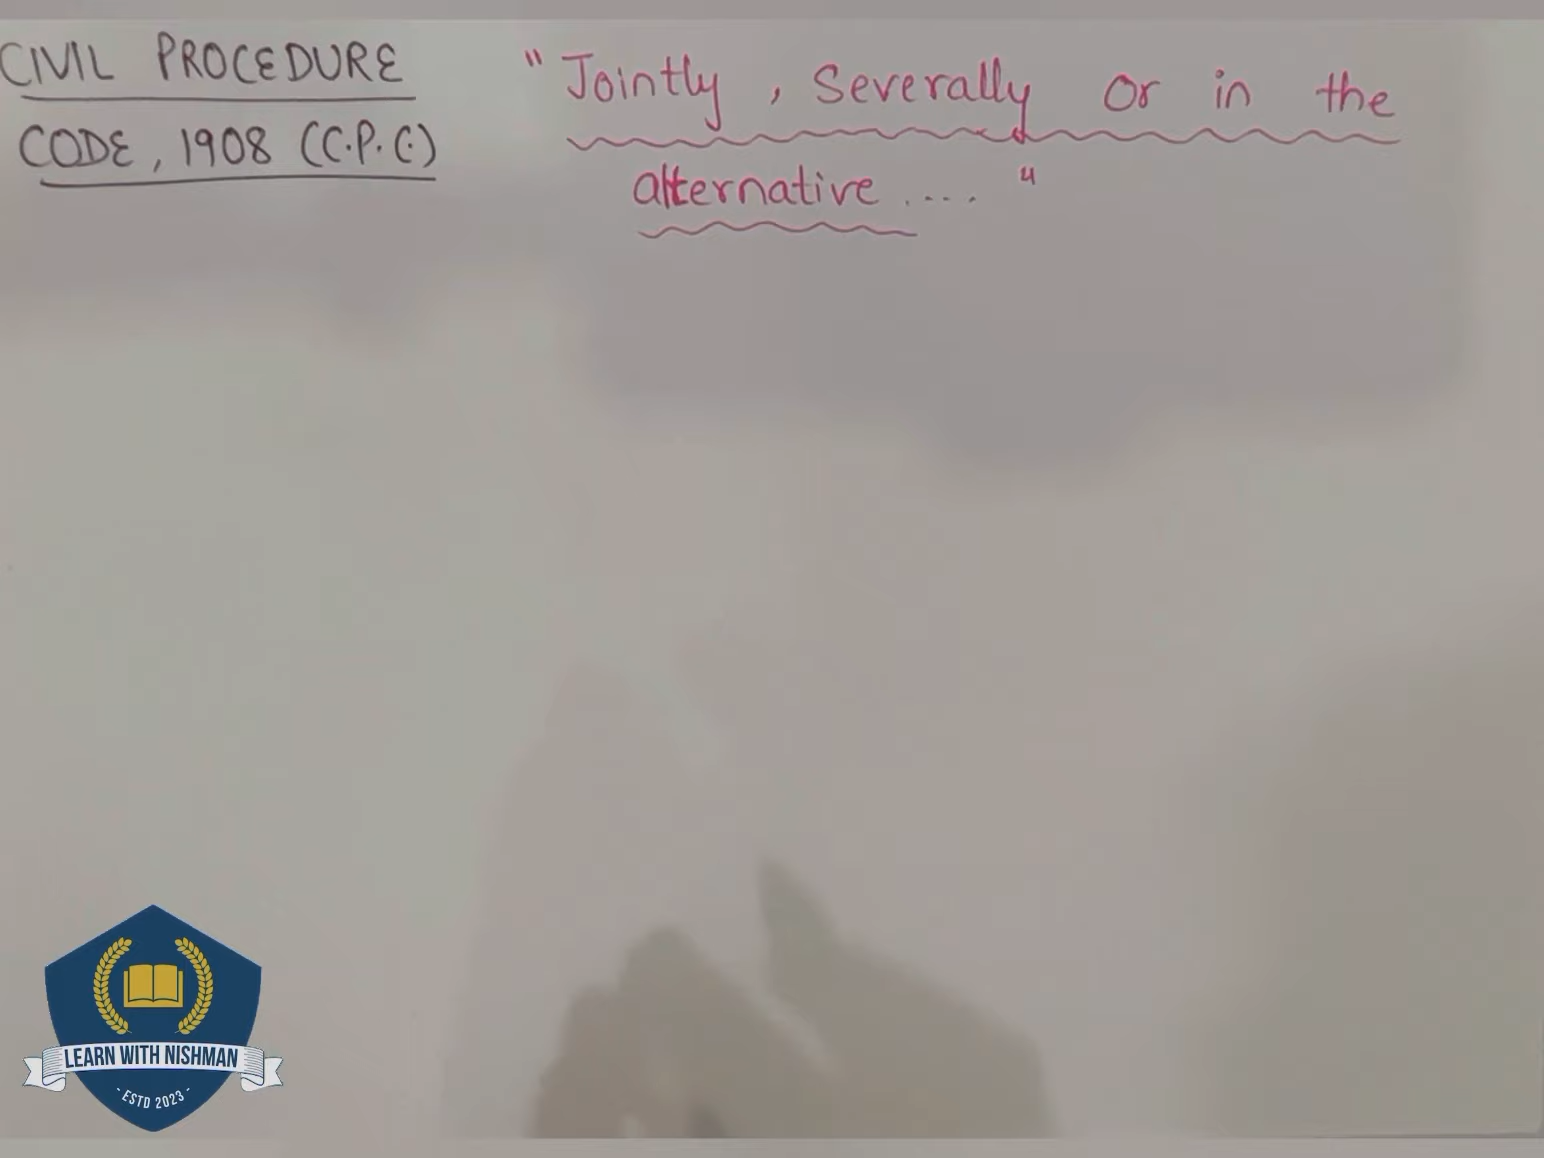 CIVIL PROCEDURE
CODE, 1908 (C.P.C)
"Jointly, Severally or in the
alternative .... "
LEARN WITH NISHMAN
- ESTD 2023 -